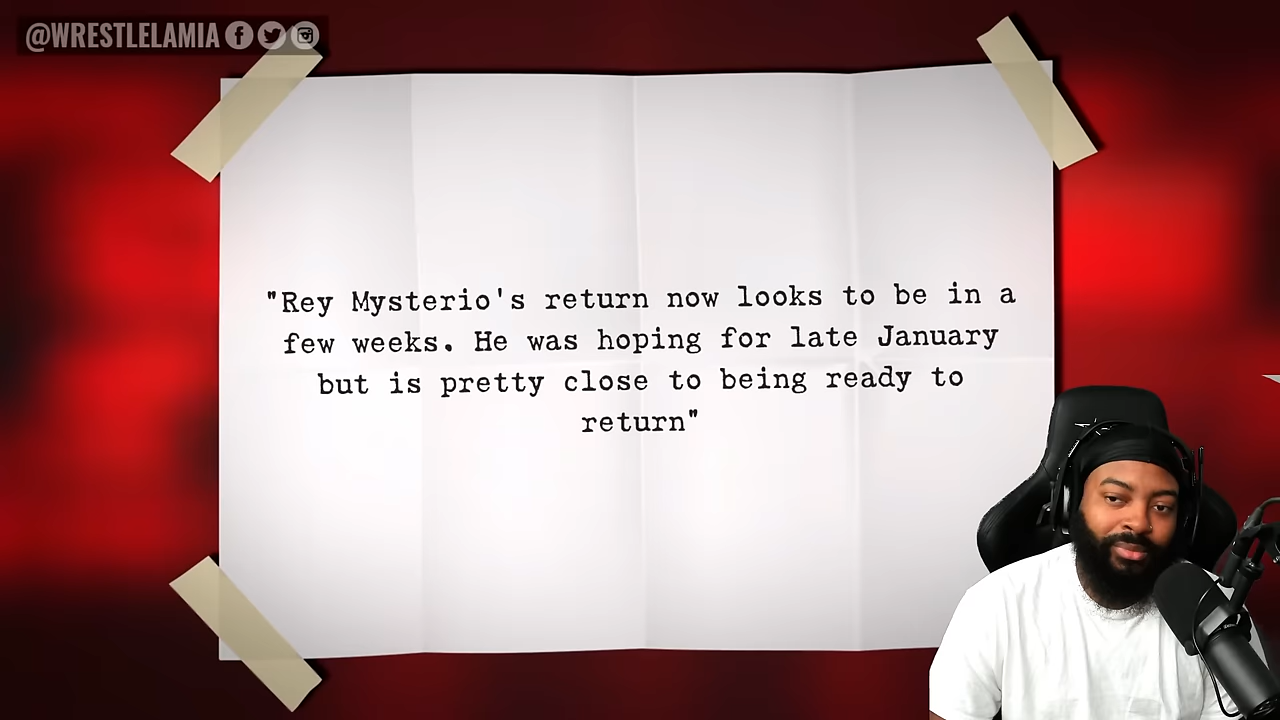 @WRESTLELAMIA
"Rey Mysterio's return now looks to be in a
few weeks. He was hoping for late January
but is pretty close to being ready to
return"